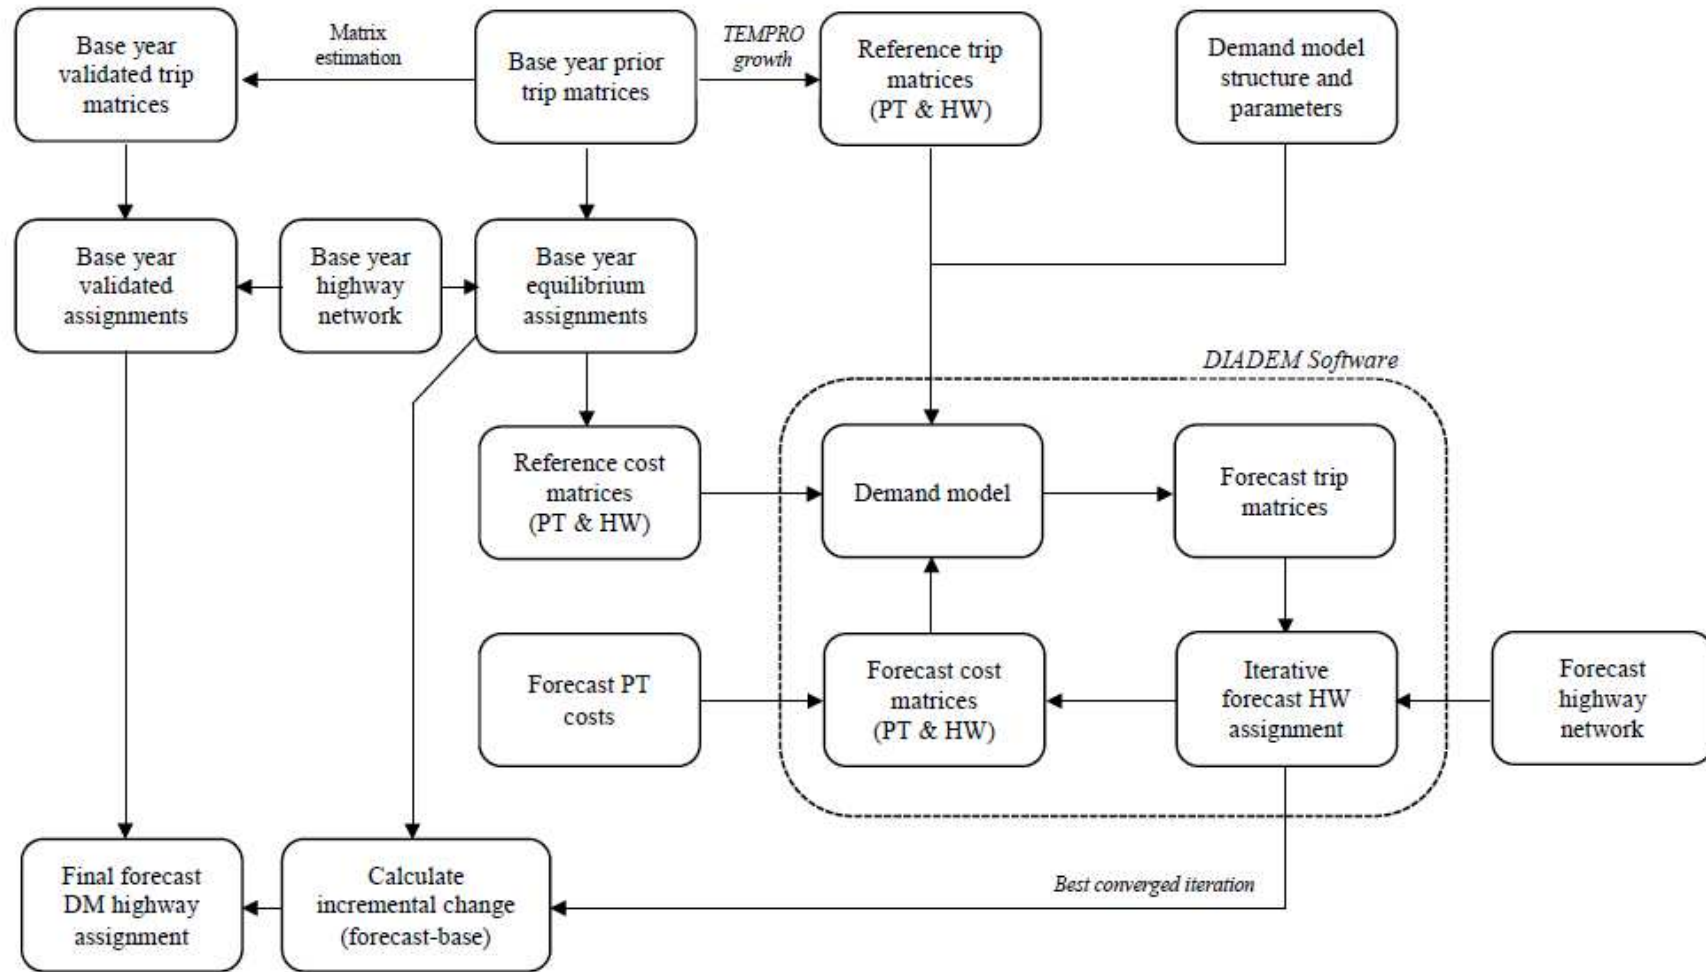 Base year
validated trip
matrices
Matrix
estimation
Base year prior
trip matrices
TEMPRO
growth
Reference trip
matrices
(PT & HW)
Demand model
structure and
parameters
Base year
validated
assignments
Base year
highway
network
Base year
equilibrium
assignments
DIADEM Software
Reference cost
matrices
(PT & HW)
Demand model
Forecast trip
matrices
Forecast PT
costs
Forecast cost
matrices
(PT & HW)
Iterative
forecast HW
assignment
Forecast
highway
network
Final forecast
DM highway
assignment
Calculate
incremental change
(forecast-base)
Best converged iteration